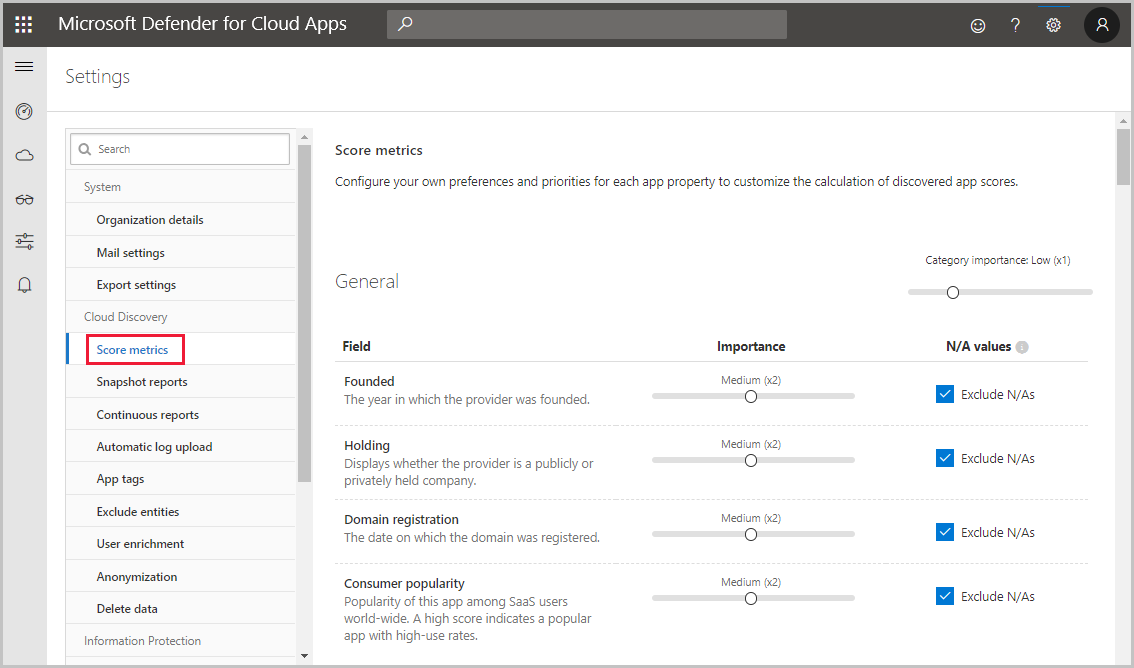 Microsoft Defender for Cloud Apps
?
Settings
Search
System
Organization details
Mail settings
Export settings
Cloud Discovery
Score metrics
Snapshot reports
Continuous reports
Automatic log upload
App tags
Exclude entities
User enrichment
Anonymization
Delete data
Information Protection
Score metrics
Configure your own preferences and priorities for each app property to customize the calculation of discovered app scores.
General
Category importance: Low (x1)
Field Importance N/A values
Founded
The year in which the provider was founded.
Medium (x2)
Exclude N/As
Holding
Displays whether the provider is a publicly or
privately held company.
Medium (x2)
Exclude N/As
Domain registration
The date on which the domain was registered.
Medium (x2)
Exclude N/As
Consumer popularity
Popularity of this app among SaaS users
world-wide. A high score indicates a popular
app with high-use rates.
Medium (x2)
Exclude N/As